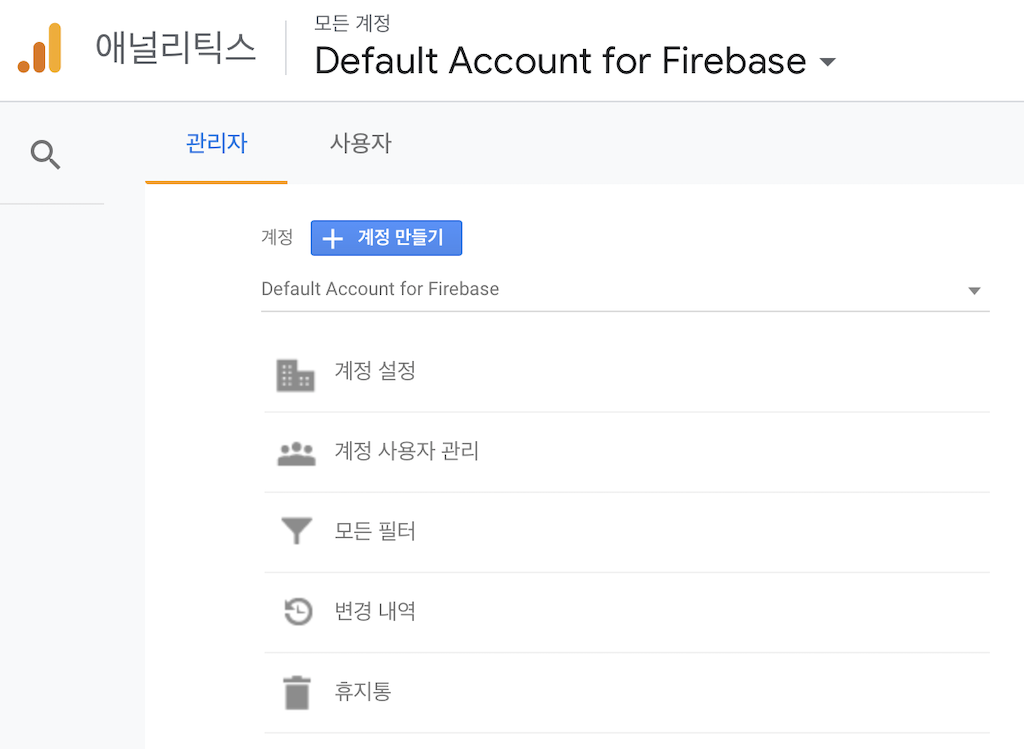 애널리틱스
모든 계정
Default Account for Firebase
관리자
사용자
계정
계정 만들기
Default Account for Firebase
계정 설정
계정 사용자 관리
모든 필터
변경 내역
휴지통